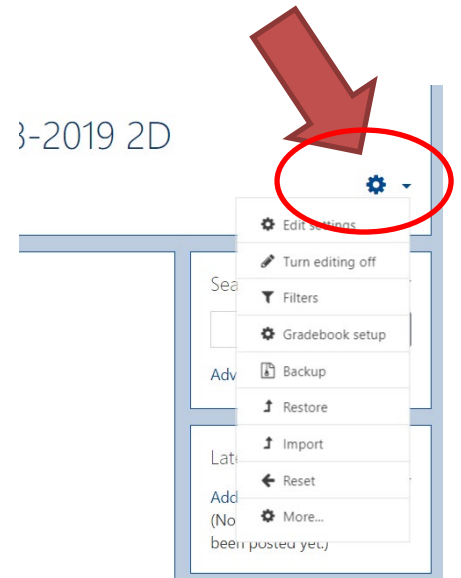 3-2019 2D
Edit settings
Turn editing off
Sea
Filters
Gradebook setup
Adv
Backup
Restore
Import
Late
Reset
Add
More...
(No
been posted yet.)